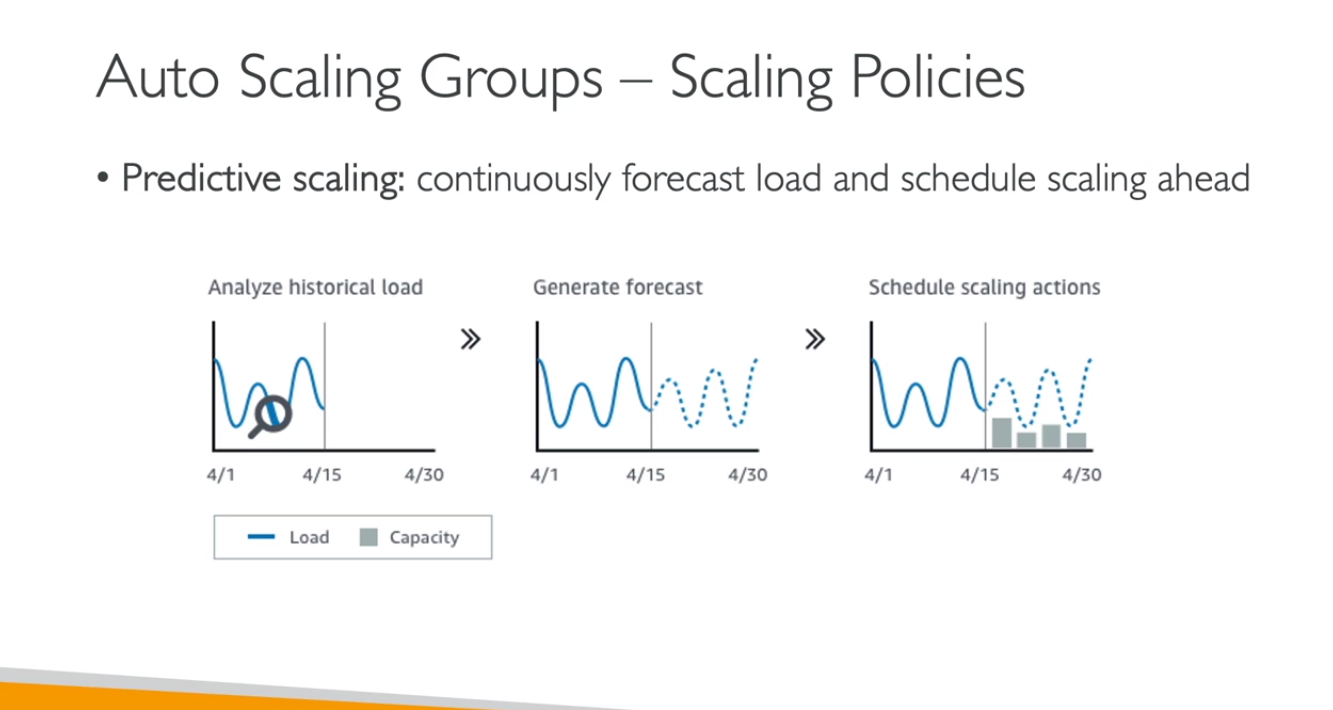 Auto Scaling Groups – Scaling Policies
• Predictive scaling: continuously forecast load and schedule scaling ahead
Analyze historical load
4/1 4/15 4/30
Generate forecast
4/1 4/15 4/30
Schedule scaling actions
4/1 4/15 4/30
Load Capacity